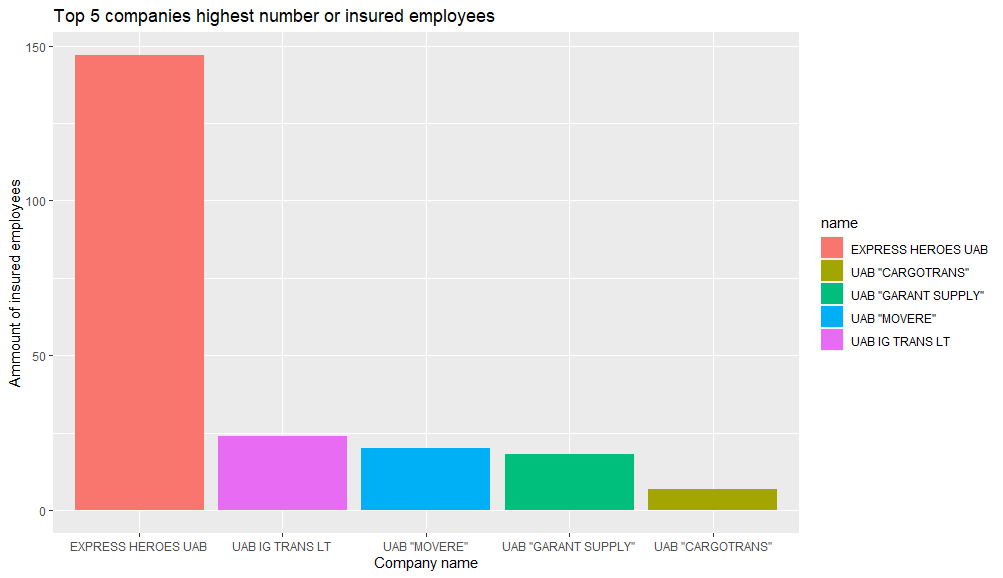 Top 5 companies highest number or insured employees
Ammount of insured employees
150
100
50
0
EXPRESS HEROES UAB
UAB IG TRANS LT
UAB "MOVERE"
UAB "GARANT SUPPLY"
UAB "CARGOTRANS"
Company name
name
EXPRESS HEROES UAB
UAB "CARGOTRANS"
UAB "GARANT SUPPLY"
UAB "MOVERE"
UAB IG TRANS LT